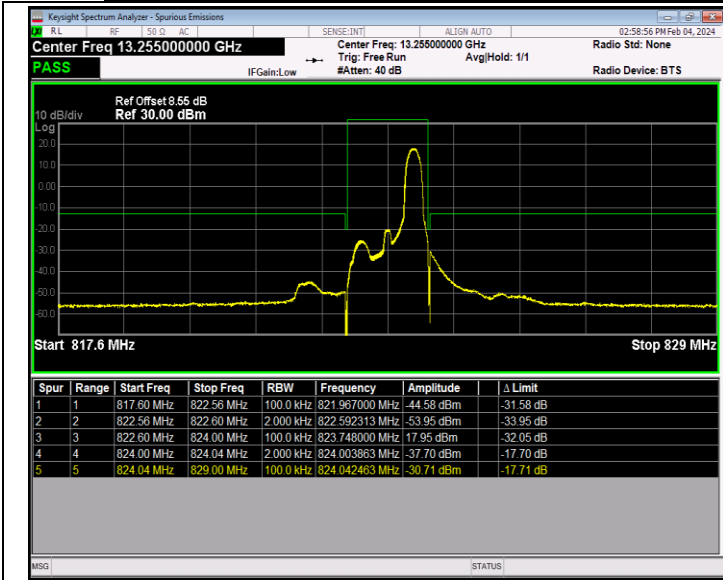 Keysight Spectrum Analyzer - Spurious Emissions
RL RF 50 Ω AC SENSE:INT ALIGN AUTO 02:58:56 PM Feb 04, 2024
Center Freq 13.255000000 GHz Center Freq: 13.255000000 GHz Radio Std: None
Trig: Free Run Avg|Hold: 1/1
PASS IFGain:Low #Atten: 40 dB Radio Device: BTS
Ref Offset 8.55 dB
10 dB/div Ref 30.00 dBm
Log
20.0
10.0
0.00
-10.0
-20.0
-30.0
-40.0
-50.0
-60.0
Start 817.6 MHz Stop 829 MHz
Spur Range Start Freq Stop Freq RBW Frequency Amplitude Δ Limit
1 1 817.60 MHz 822.56 MHz 100.0 kHz 821.967000 MHz -44.58 dBm -31.58 dB
2 2 822.56 MHz 822.60 MHz 2.000 kHz 822.592313 MHz -53.95 dBm -33.95 dB
3 3 822.60 MHz 824.00 MHz 100.0 kHz 823.748000 MHz 17.95 dBm -32.05 dB
4 4 824.00 MHz 824.04 MHz 2.000 kHz 824.003863 MHz -37.70 dBm -17.70 dB
5 5 824.04 MHz 829.00 MHz 100.0 kHz 824.042463 MHz -30.71 dBm -17.71 dB
MSG STATUS